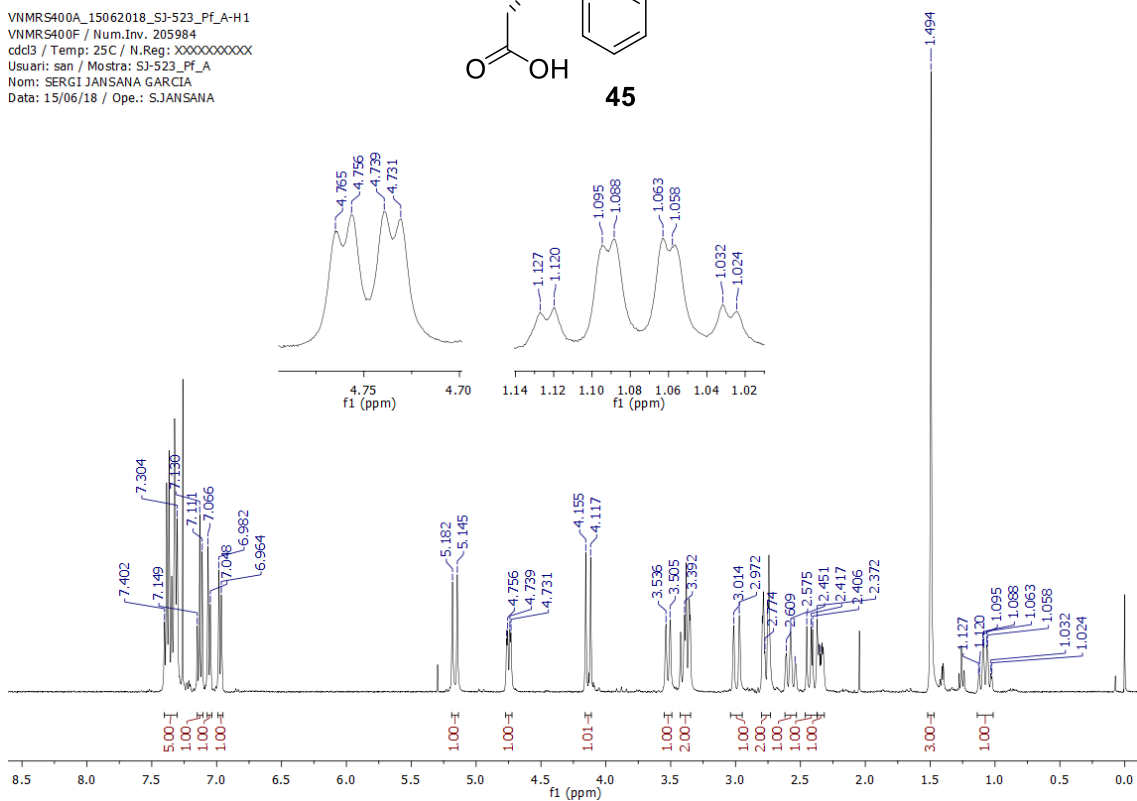 VNMRS400A_15062018_SJ-523_Pf_A-H1
VNMRS400F / Num.Inv. 205984
cdcl3 / Temp: 25C / N.Reg: XXXXXXXXXX
Usuari: san / Mostra: SJ-523_Pf_A
Nom: SERGI JANSANA GARCIA
Data: 15/06/18 / Ope.: S.JANSANA
O OH
45
1.494
4.765 4.756 4.739 4.731
4.75 4.70
f1 (ppm)
1.127 1.120 1.095 1.088 1.063 1.058 1.032 1.024
1.14 1.12 1.10 1.08 1.06 1.04 1.02
f1 (ppm)
7.402 7.304 7.149 7.130 7.111 7.066 7.048 6.982 6.964
5.182 5.145
4.756 4.739 4.731
4.155 4.117
3.536 3.505 3.392
3.014 2.972 2.774 2.609 2.575 2.451 2.417 2.406 2.372
1.127 1.120 1.095 1.088 1.063 1.058 1.032 1.024
5.00 1.00 1.00 1.00 1.00 1.00 1.01 1.00 2.00 1.00 2.00 1.00 1.00 1.00 3.00 1.00
8.5 8.0 7.5 7.0 6.5 6.0 5.5 5.0 4.5 4.0 3.5 3.0 2.5 2.0 1.5 1.0 0.5 0.0
f1 (ppm)